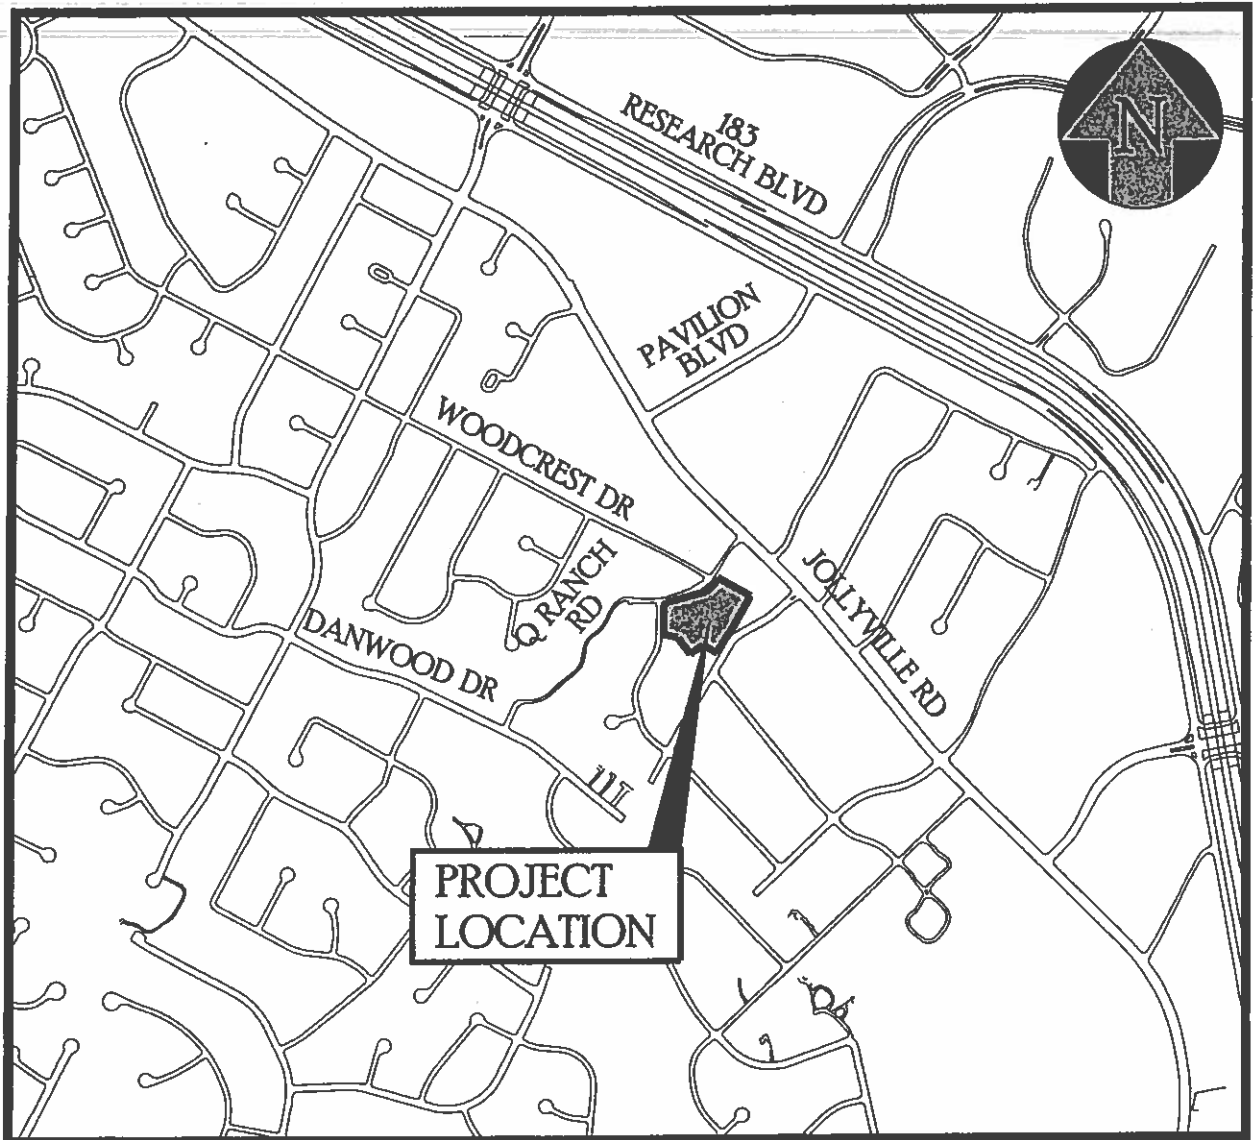 N
183
RESEARCH BLVD
PAVILION
BLVD
WOODCREST DR
Q RANCH
RD
JOLLYVILLE RD
DANWOOD DR
PROJECT
LOCATION